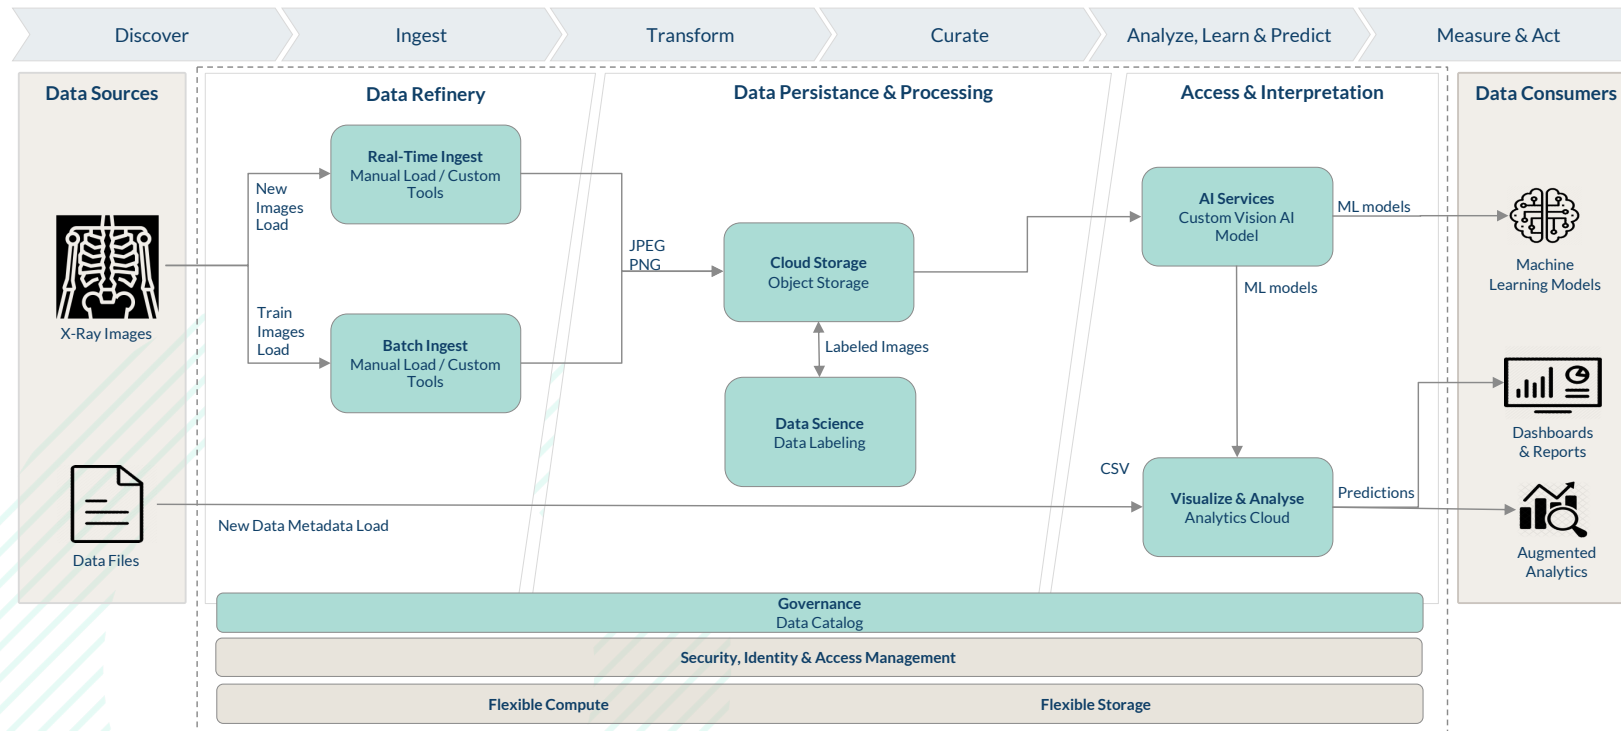 Discover
Ingest
Transform
Curate
Analyze, Learn & Predict
Measure & Act
Data Sources
Data Refinery
Data Persistance & Processing
Access & Interpretation
Data Consumers
X-Ray Images
Data Files
New
Images
Load
Train
Images
Load
Real-Time Ingest
Manual Load / Custom
Tools
Batch Ingest
Manual Load / Custom
Tools
JPEG
PNG
Cloud Storage
Object Storage
Labeled Images
Data Science
Data Labeling
AI Services
Custom Vision AI
Model
ML models
ML models
CSV
New Data Metadata Load
Visualize & Analyse
Analytics Cloud
Predictions
Machine
Learning Models
Dashboards
& Reports
Augmented
Analytics
Governance
Data Catalog
Security, Identity & Access Management
Flexible Compute
Flexible Storage